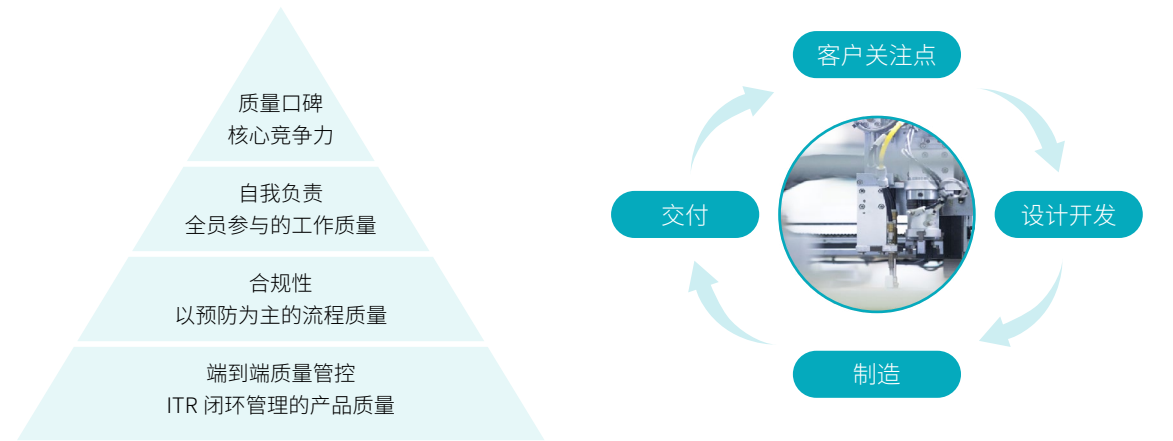 质量口碑
核心竞争力
自我负责
全员参与的工作质量
合规性
以预防为主的流程质量
端到端质量管控
ITR 闭环管理的产品质量
客户关注点
设计开发
制造
交付